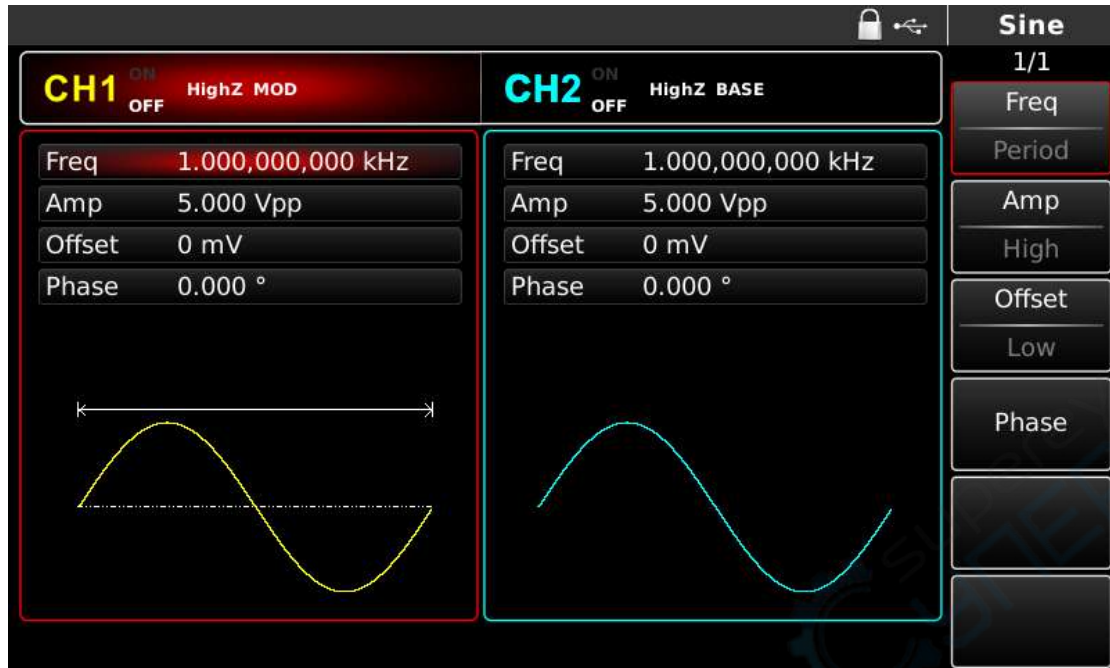 Sine
1/1
CH1 ON OFF HighZ MOD
CH2 ON OFF HighZ BASE
Freq 1.000,000,000 kHz
Amp 5.000 Vpp
Offset 0 mV
Phase 0.000 °
Freq 1.000,000,000 kHz
Amp 5.000 Vpp
Offset 0 mV
Phase 0.000 °
Freq
Period
Amp
High
Offset
Low
Phase